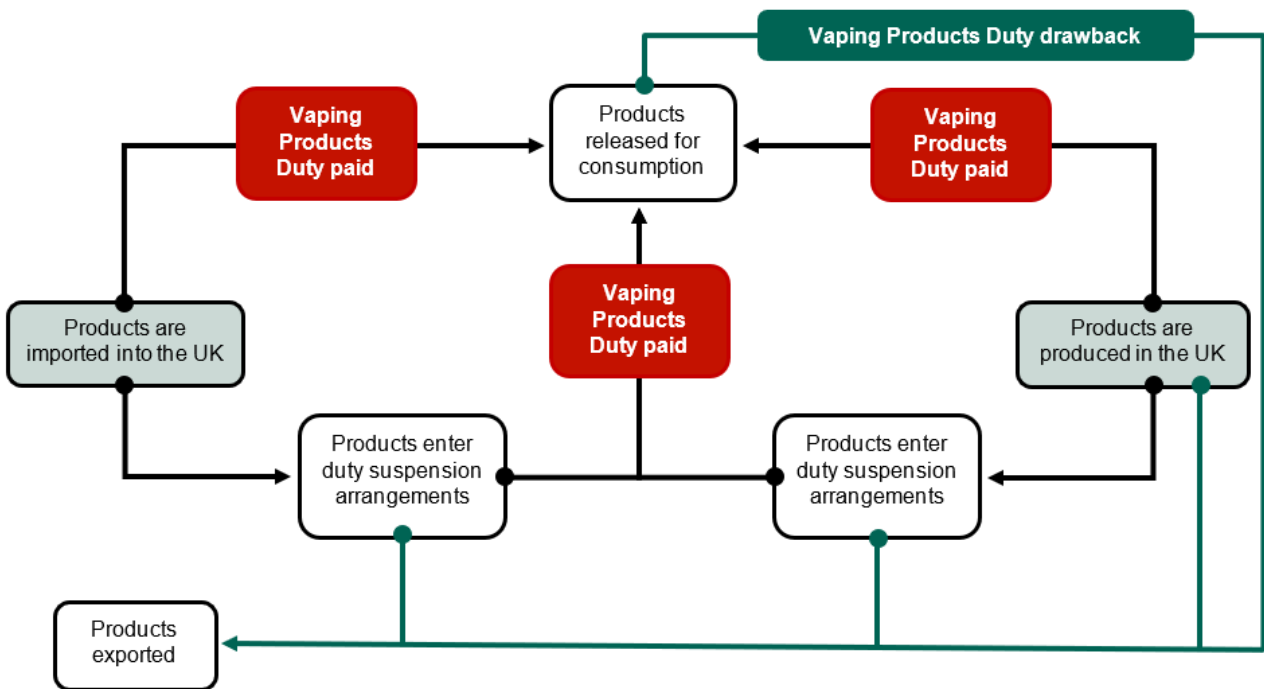 Vaping Products Duty drawback
Vaping
Products
Duty paid
Products
released for
consumption
Vaping
Products
Duty paid
Vaping
Products
Duty paid
Products are
imported into the UK
Products are
produced in the UK
Products enter
duty suspension
arrangements
Products enter
duty suspension
arrangements
Products
exported